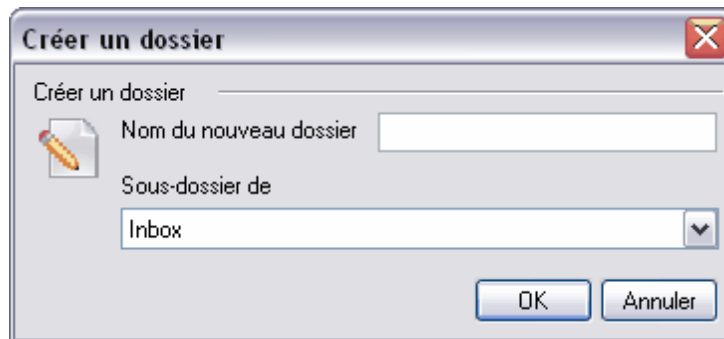 Créer un dossier
Créer un dossier
Nom du nouveau dossier
Sous-dossier de
Inbox
OK Annuler